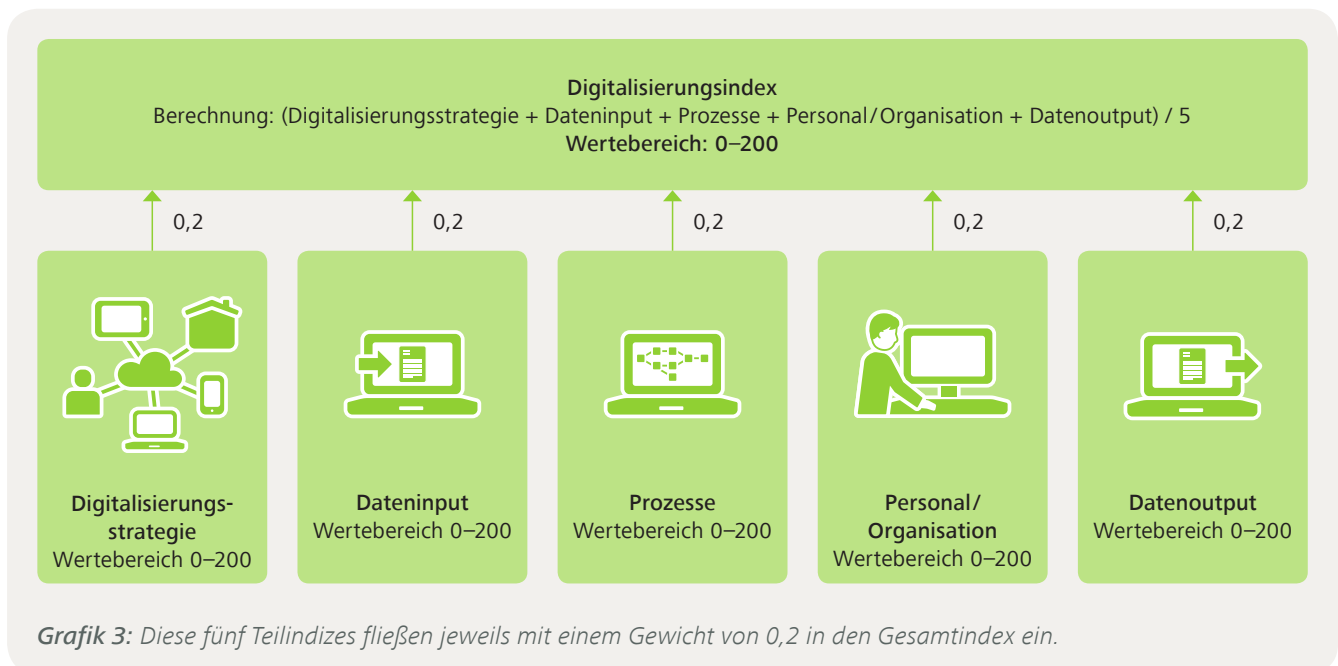 Digitalisierungsindex
Berechnung: (Digitalisierungsstrategie + Dateninput + Prozesse + Personal/Organisation + Datenoutput) / 5
Wertebereich: 0–200
0,2
0,2
0,2
0,2
0,2
Digitalisierungs-
strategie
Wertebereich 0–200
Dateninput
Wertebereich 0–200
Prozesse
Wertebereich 0–200
Personal/
Organisation
Wertebereich 0–200
Datenoutput
Wertebereich 0–200
Grafik 3: Diese fünf Teilindizes fließen jeweils mit einem Gewicht von 0,2 in den Gesamtindex ein.